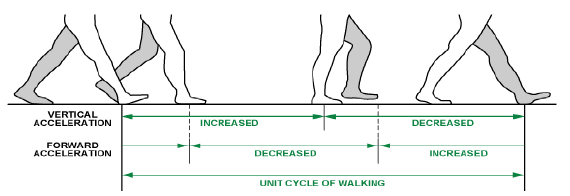 VERTICAL
ACCELERATION
INCREASED
DECREASED
FORWARD
ACCELERATION
DECREASED
INCREASED
UNIT CYCLE OF WALKING